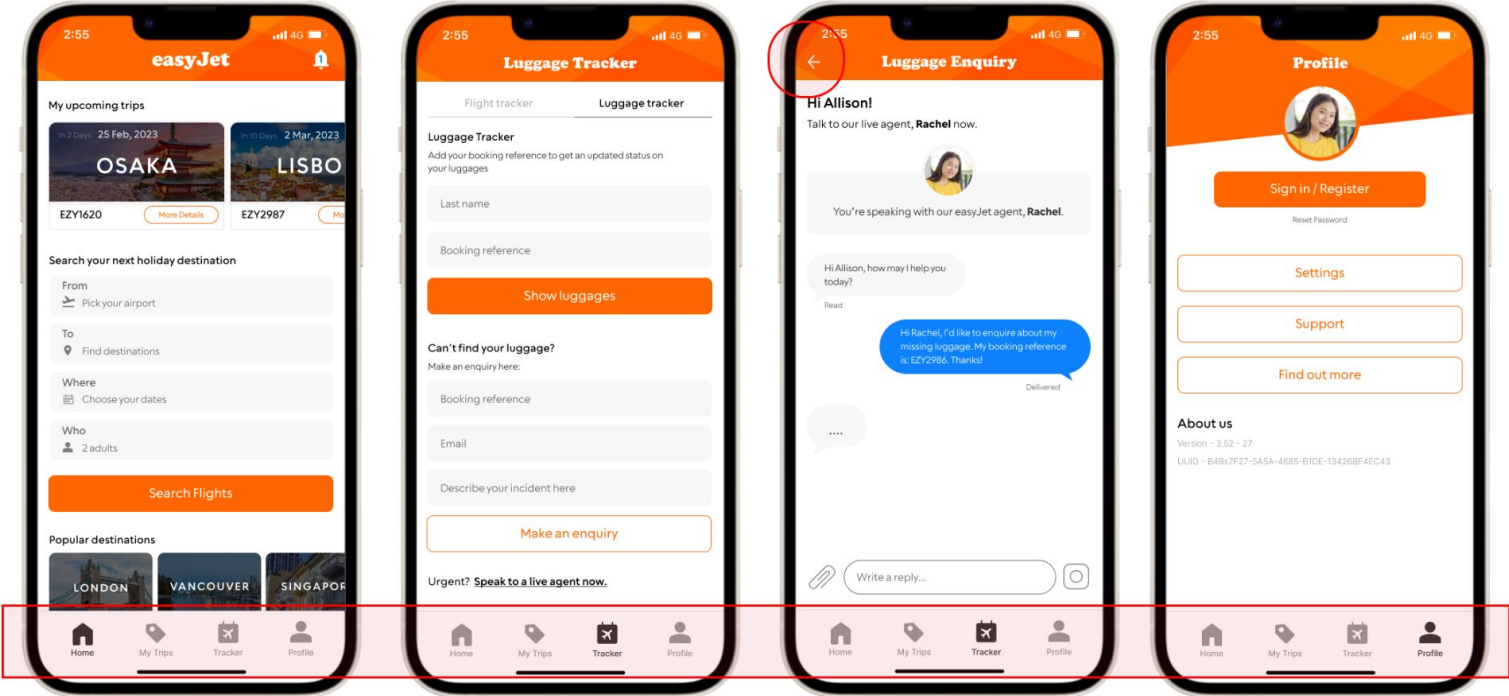 2:55
4G
easyJet
1
My upcoming trips
In 2 Days 25 Feb, 2023
OSAKA
EZY1620 More Details
In 10 Days 2 Mar, 2023
LISBO
EZY2987 Mo
Search your next holiday destination
From
Pick your airport
To
Find destinations
Where
Choose your dates
Who
2 adults
Search Flights
Popular destinations
LONDON VANCOUVER SINGAPOR
Home My Trips Tracker Profile
2:55
4G
Luggage Tracker
Flight tracker Luggage tracker
Luggage Tracker
Add your booking reference to get an updated status on
your luggages
Last name
Booking reference
Show luggages
Can't find your luggage?
Make an enquiry here:
Booking reference
Email
Describe your incident here
Make an enquiry
Urgent? Speak to a live agent now.
Home My Trips Tracker Profile
2:55
4G
Luggage Enquiry
Hi Allison!
Talk to our live agent, Rachel now.
You're speaking with our easyJet agent, Rachel.
Hi Allison, how may I help you
today?
Read
Hi Rachel, I'd like to enquire about my
missing luggage. My booking reference
is: EZY2986. Thanks!
Delivered
....
Write a reply...
Home My Trips Tracker Profile
2:55
4G
Profile
Sign in / Register
Reset Password
Settings
Support
Find out more
About us
Version - 3.52 - 27
Home My Trips Tracker Profile